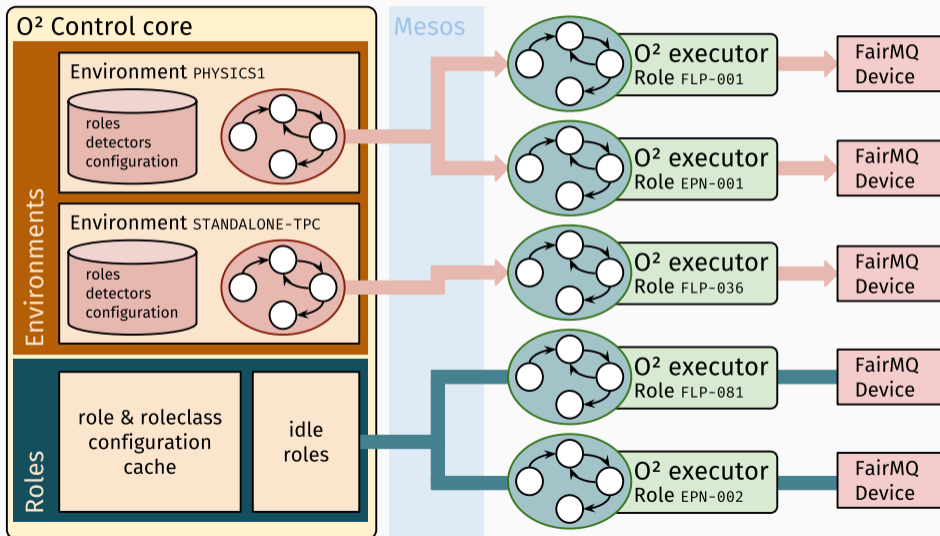 O² Control core
Environments
Environment PHYSICS1
roles
detectors
configuration
Environment STANDALONE-TPC
roles
detectors
configuration
Roles
role & roleclass
configuration
cache
idle
roles
Mesos
O² executor
Role FLP-001
FairMQ
Device
O² executor
Role EPN-001
FairMQ
Device
O² executor
Role FLP-036
FairMQ
Device
O² executor
Role FLP-081
FairMQ
Device
O² executor
Role EPN-002
FairMQ
Device